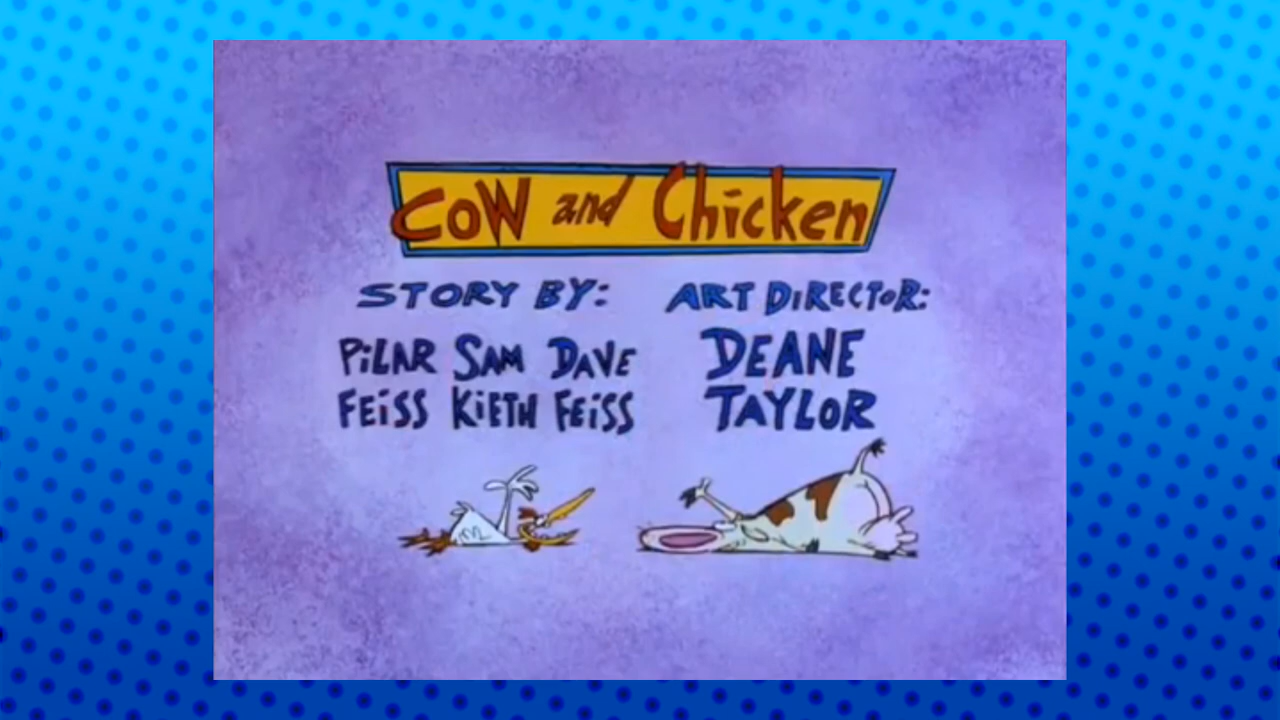 Cow and Chicken
STORY BY:
PiLAR SAM DAVE
FEiSS KiETH FEiSS
ART DiRECToR:
DEANE
TAYLOR